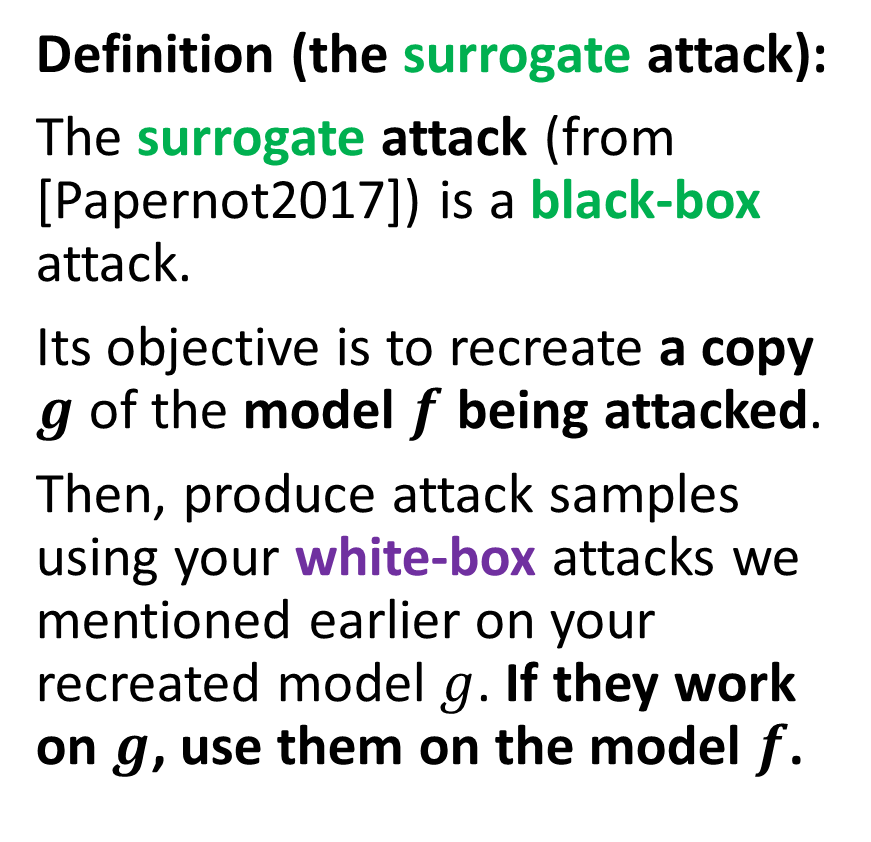 Definition (the surrogate attack):
The surrogate attack (from
[Papernot2017]) is a black-box
attack.
Its objective is to recreate a copy
g of the model f being attacked.
Then, produce attack samples
using your white-box attacks we
mentioned earlier on your
recreated model g. If they work
on g, use them on the model f.